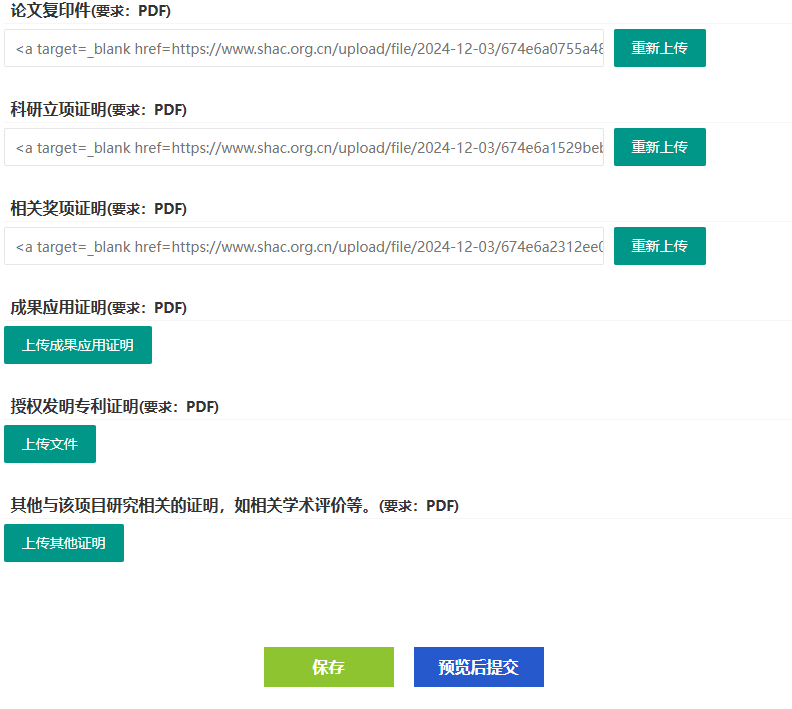 论文复印件(要求：PDF)
<a target=_blank href=https://www.shac.org.cn/upload/file/2024-12-03/674e6a0755a48
重新上传
科研立项证明(要求：PDF)
<a target=_blank href=https://www.shac.org.cn/upload/file/2024-12-03/674e6a1529beb
重新上传
相关奖项证明(要求：PDF)
<a target=_blank href=https://www.shac.org.cn/upload/file/2024-12-03/674e6a2312ee0
重新上传
成果应用证明(要求：PDF)
上传成果应用证明
授权发明专利证明(要求：PDF)
上传文件
其他与该项目研究相关的证明，如相关学术评价等。(要求：PDF)
上传其他证明
保存
预览后提交